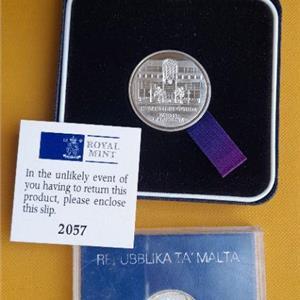 ROYAL
MINT
In the unlikely event of
you having to return this
product, please enclose
this slip.
2057
REPUBBLIKA TA' MALTA